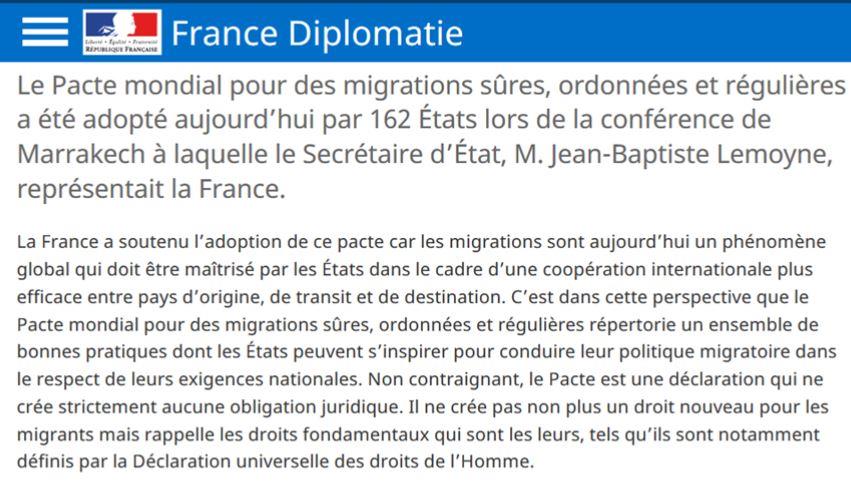 Liberté • Égalité • Fraternité
RÉPUBLIQUE FRANÇAISE
France Diplomatie
Le Pacte mondial pour des migrations sûres, ordonnées et régulières
a été adopté aujourd’hui par 162 États lors de la conférence de
Marrakech à laquelle le Secrétaire d’État, M. Jean-Baptiste Lemoyne,
représentait la France.
La France a soutenu l’adoption de ce pacte car les migrations sont aujourd’hui un phénomène
global qui doit être maîtrisé par les États dans le cadre d’une coopération internationale plus
efficace entre pays d’origine, de transit et de destination. C’est dans cette perspective que le
Pacte mondial pour des migrations sûres, ordonnées et régulières répertorie un ensemble de
bonnes pratiques dont les États peuvent s’inspirer pour conduire leur politique migratoire dans
le respect de leurs exigences nationales. Non contraignant, le Pacte est une déclaration qui ne
crée strictement aucune obligation juridique. Il ne crée pas non plus un droit nouveau pour les
migrants mais rappelle les droits fondamentaux qui sont les leurs, tels qu’ils sont notamment
définis par la Déclaration universelle des droits de l’Homme.